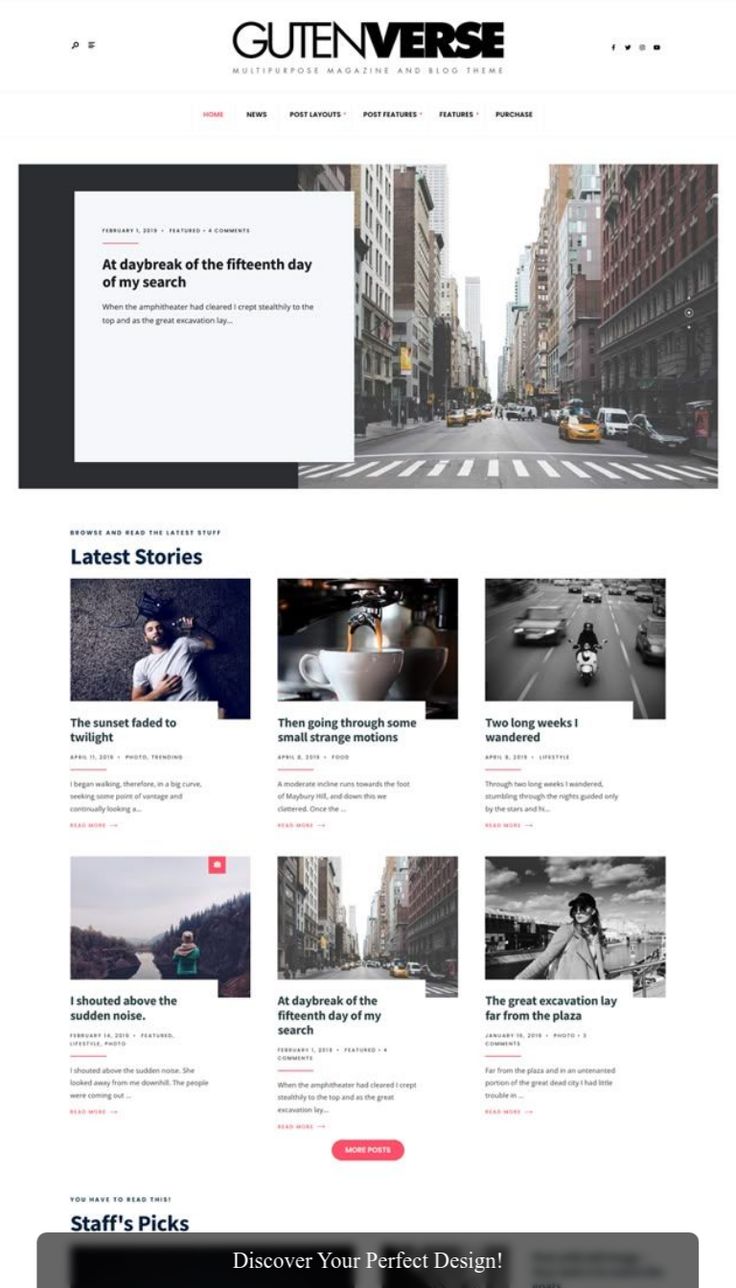 GUTENVERSE
MULTIPURPOSE MAGAZINE AND BLOG THEME
HOME NEWS POST LAYOUTS POST FEATURES FEATURES PURCHASE
FEBRUARY 1, 2019 • FEATURED • 4 COMMENTS
At daybreak of the fifteenth day
of my search
When the amphitheater had cleared I crept stealthily to the
top and as the great excavation lay...
BROWSE AND READ THE LATEST STUFF
Latest Stories
The sunset faded to
twilight
APRIL 11, 2019 • PHOTO, TRENDING
I began walking, therefore, in a big curve,
seeking some point of vantage and
continually looking a...
READ MORE →
Then going through some
small strange motions
APRIL 8, 2019 • FOOD
A moderate incline runs towards the foot
of Maybury Hill, and down this we
clattered. Once the ...
READ MORE →
Two long weeks I
wandered
APRIL 8, 2019 • LIFESTYLE
Through two long weeks I wandered,
stumbling through the nights guided only
by the stars and hi...
READ MORE →
I shouted above the
sudden noise.
FEBRUARY 14, 2019 • FEATURED,
LIFESTYLE, PHOTO
I shouted above the sudden noise. She
looked away from me downhill. The people
were coming out ...
READ MORE →
At daybreak of the
fifteenth day of my
search
FEBRUARY 1, 2019 • FEATURED • 4
COMMENTS
When the amphitheater had cleared I crept
stealthily to the top and as the great
excavation lay...
READ MORE →
The great excavation lay
far from the plaza
JANUARY 16, 2019 • PHOTO • 3
COMMENTS
Far from the plaza and in an untenanted
portion of the great dead city I had little
trouble in ...
READ MORE →
MORE POSTS
YOU HAVE TO READ THIS!
Staff's Picks
Discover Your Perfect Design!